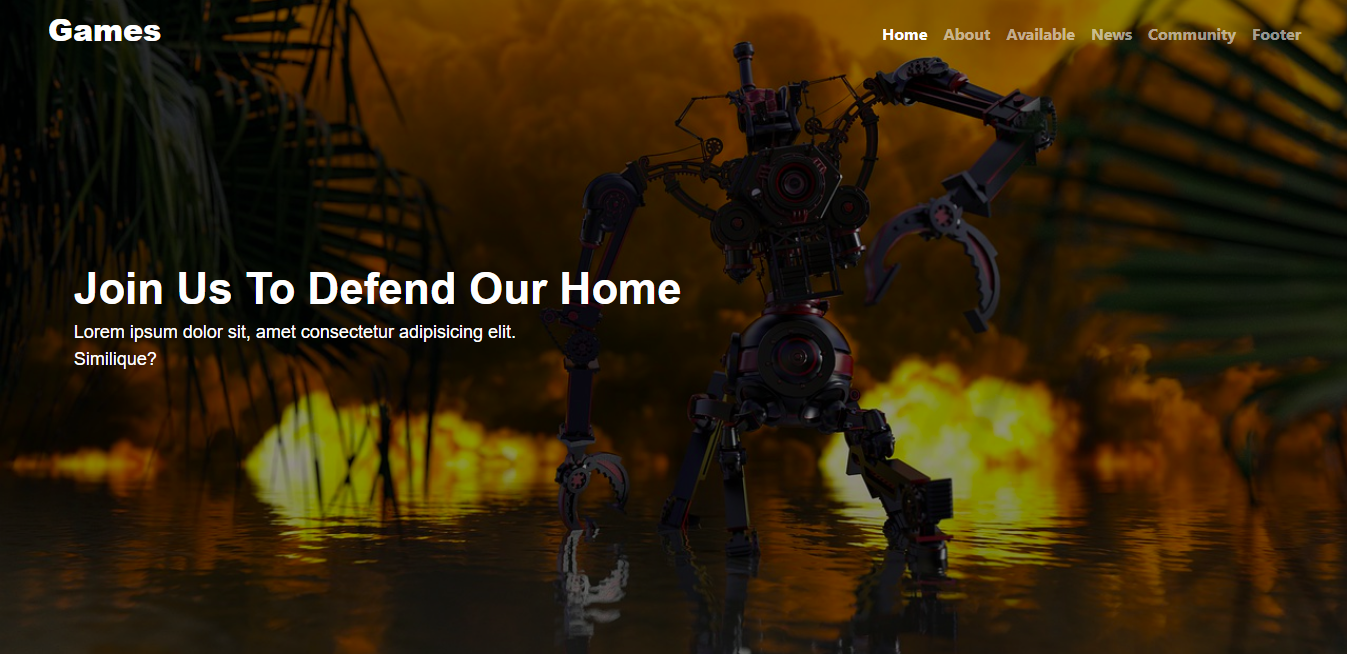 Games
Home About Available News Community Footer
Join Us To Defend Our Home
Lorem ipsum dolor sit, amet consectetur adipisicing elit.
Similique?